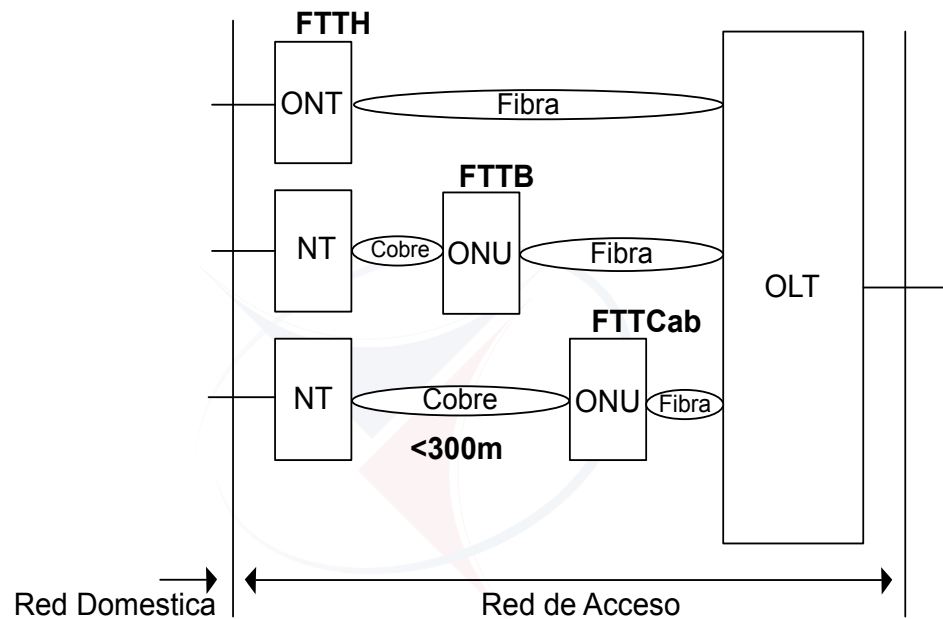 FTTH
ONT
Fibra
FTTB
NT
Cobre
ONU
Fibra
OLT
FTTCab
NT
Cobre
ONU
Fibra
<300m
Red Domestica
Red de Acceso